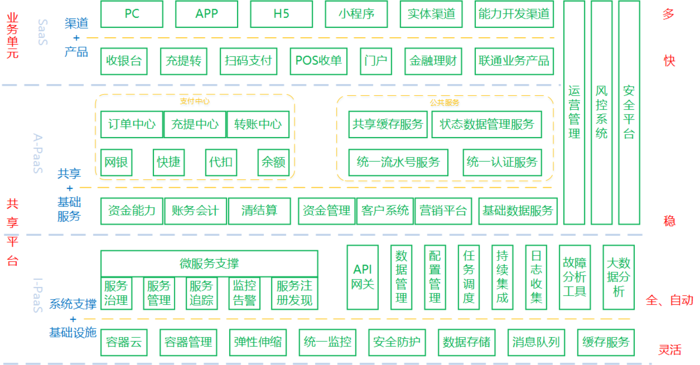 业务单元
SaaS
渠道
+
产品
PC
APP
H5
小程序
实体渠道
能力开发渠道
多
收银台
充提转
扫码支付
POS收单
门户
金融理财
联通业务产品
快
运营管理
风控系统
安全平台
A-PaaS
支付中心
订单中心
充提中心
转账中心
网银
快捷
代扣
余额
公共服务
共享缓存服务
状态数据管理服务
统一流水号服务
统一认证服务
共享平台
共享
+
基础
服务
资金能力
账务会计
清结算
资金管理
客户系统
营销平台
基础数据服务
稳
I-PaaS
系统支撑
+
基础设施
微服务支撑
服务
治理
服务
管理
服务
追踪
监控
告警
服务注
册发现
API
网关
数据管理
配置管理
任务调度
持续集成
日志收集
故障
分析
工具
大数
据分
析
全、自动
容器云
容器管理
弹性伸缩
统一监控
安全防护
数据存储
消息队列
缓存服务
灵活